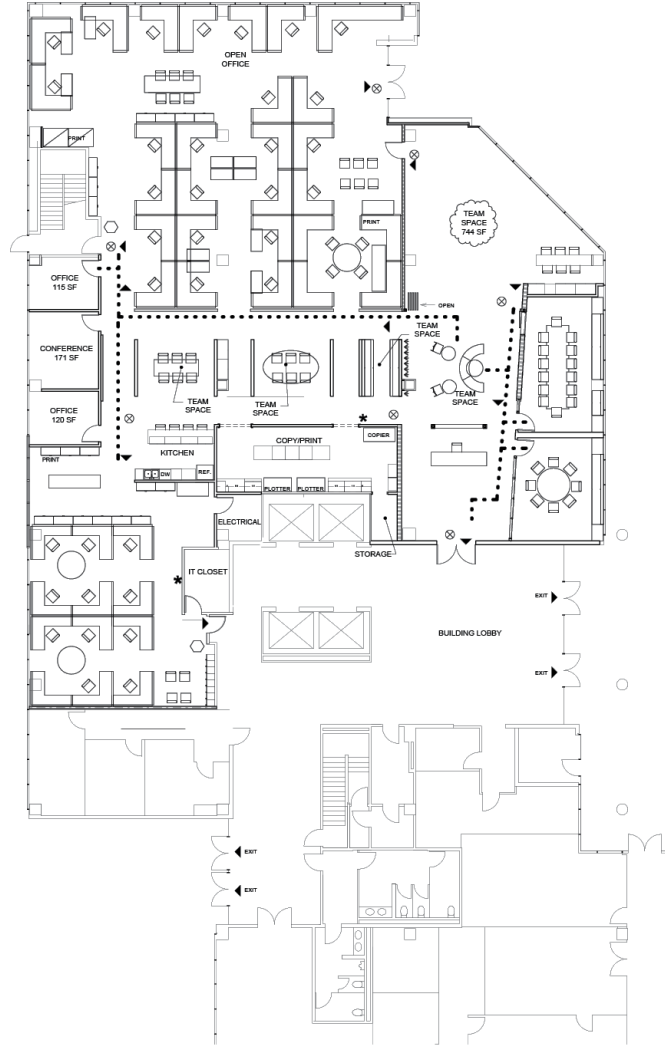 OPEN
OFFICE
PRINT
TEAM
SPACE
744 SF
PRINT
OFFICE
115 SF
OPEN
CONFERENCE
171 SF
TEAM
SPACE
TEAM
SPACE
TEAM
SPACE
TEAM
SPACE
OFFICE
120 SF
*
COPIER
COPY/PRINT
KITCHEN
PRINT
DW
REF.
PLOTTER
PLOTTER
ELECTRICAL
STORAGE
IT CLOSET
*
EXIT
BUILDING LOBBY
EXIT
EXIT
EXIT